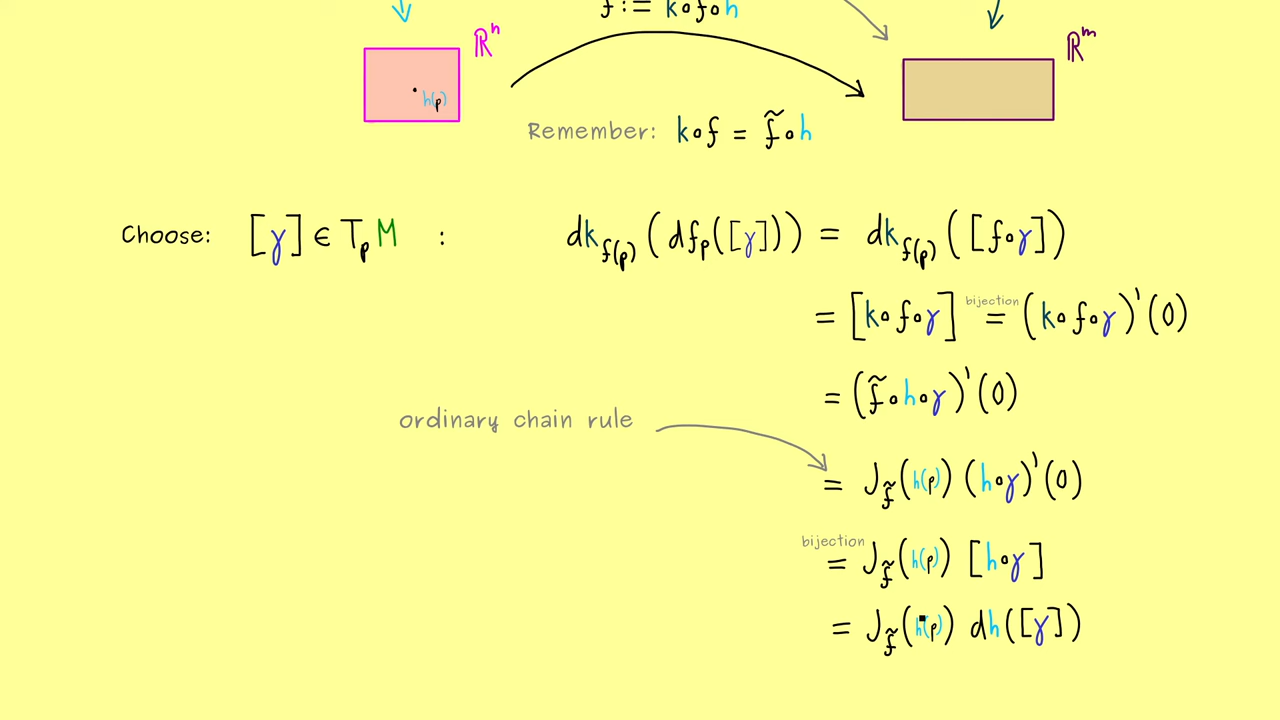 f̃ := k∘f∘h
ℝⁿ
ℝᵐ
h(p)
Remember: k∘f = f̃∘h
Choose: [γ] ∈ TₚM : dk_f(p)(dfₚ([γ])) = dk_f(p)([f∘γ])
= [k∘f∘γ] bijection = (k∘f∘γ)'(0)
= (f̃∘h∘γ)'(0)
ordinary chain rule
= J_f̃(h(p)) (h∘γ)'(0)
bijection
= J_f̃(h(p)) [h∘γ]
= J_f̃(h(p)) dh([γ])